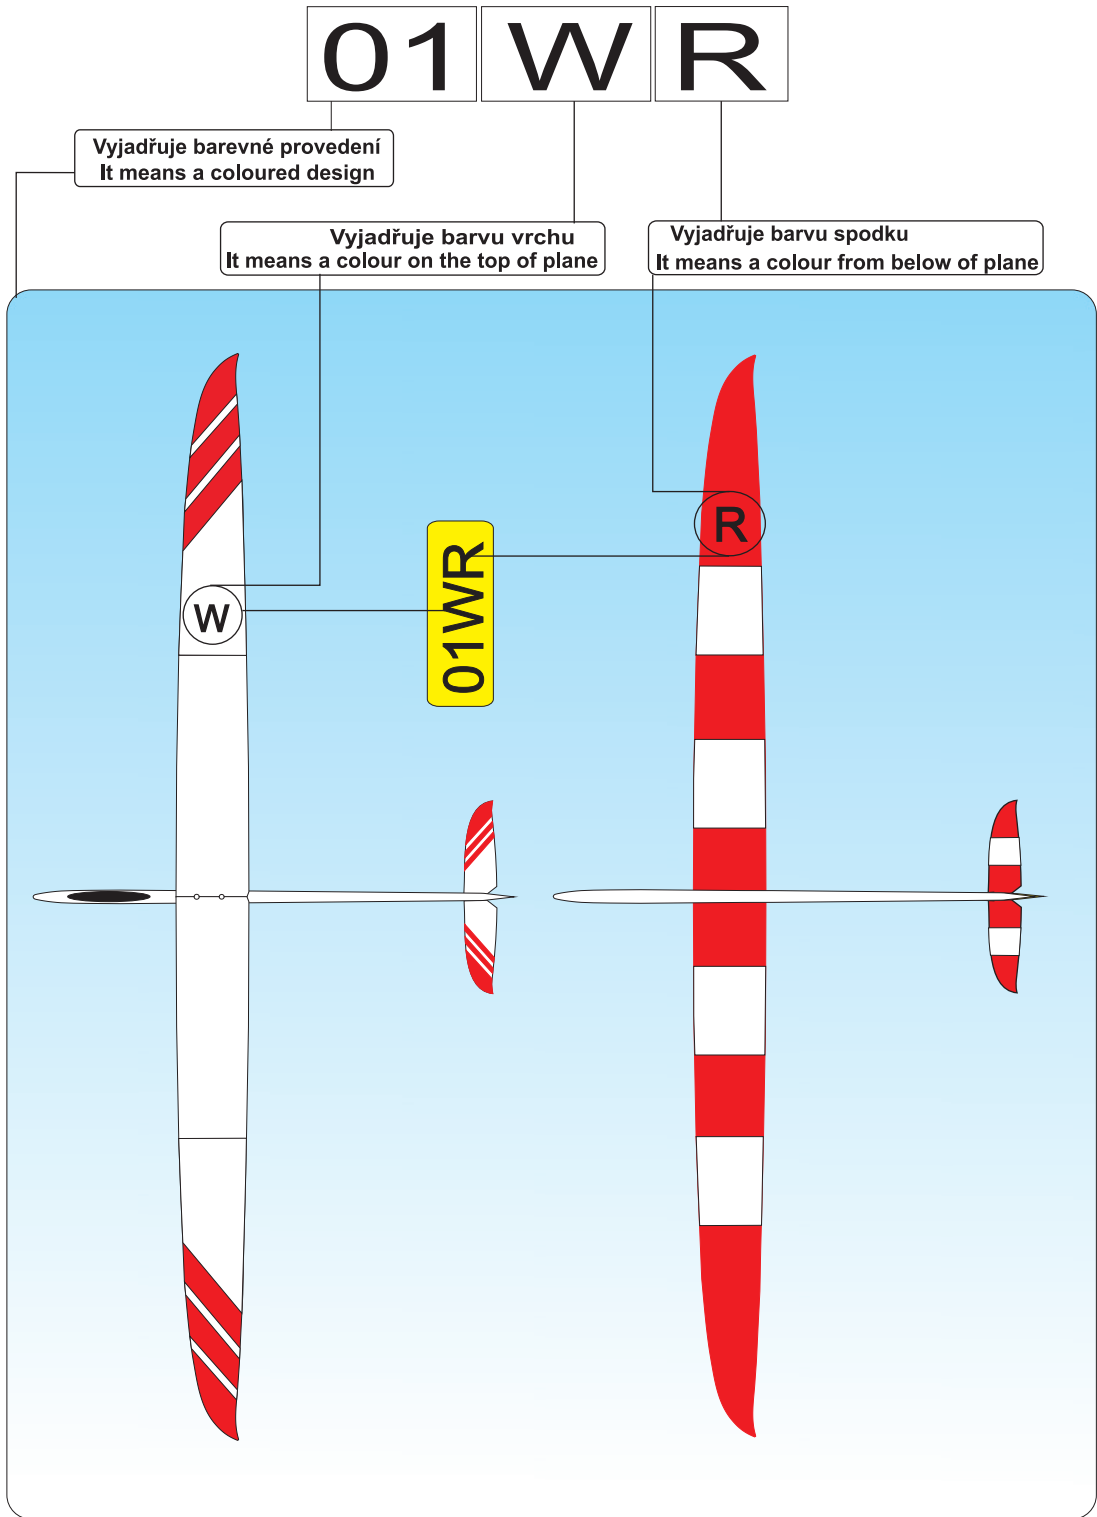 01 W R
Vyjadřuje barevné provedení
It means a coloured design
Vyjadřuje barvu vrchu
It means a colour on the top of plane
Vyjadřuje barvu spodku
It means a colour from below of plane
R
W
01WR